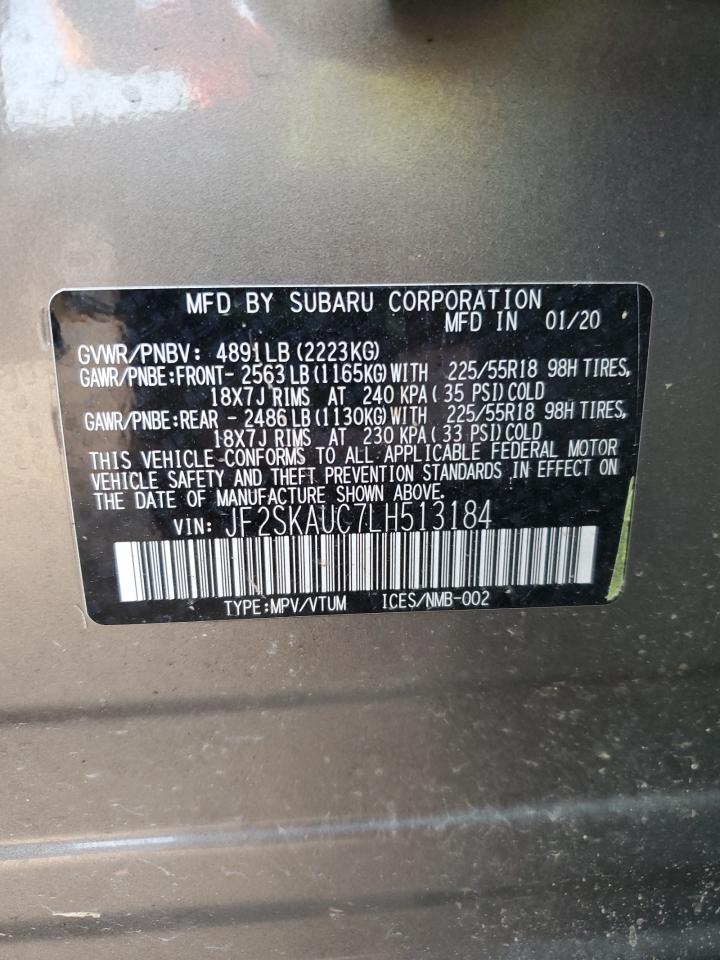 MFD BY SUBARU CORPORATION
MFD IN 01/20
GVWR/PNBV: 4891LB (2223KG)
GAWR/PNBE:FRONT- 2563 LB (1165KG) WITH 225/55R18 98H TIRES,
18X7J RIMS AT 240 KPA ( 35 PSI) COLD
GAWR/PNBE:REAR - 2486 LB (1130KG) WITH 225/55R18 98H TIRES,
18X7J RIMS AT 230 KPA ( 33 PSI) COLD
THIS VEHICLE CONFORMS TO ALL APPLICABLE FEDERAL MOTOR
VEHICLE SAFETY AND THEFT PREVENTION STANDARDS IN EFFECT ON
THE DATE OF MANUFACTURE SHOWN ABOVE.
VIN: JF2SKAUC7LH513184
TYPE:MPV/VTUM ICES/NMB-002